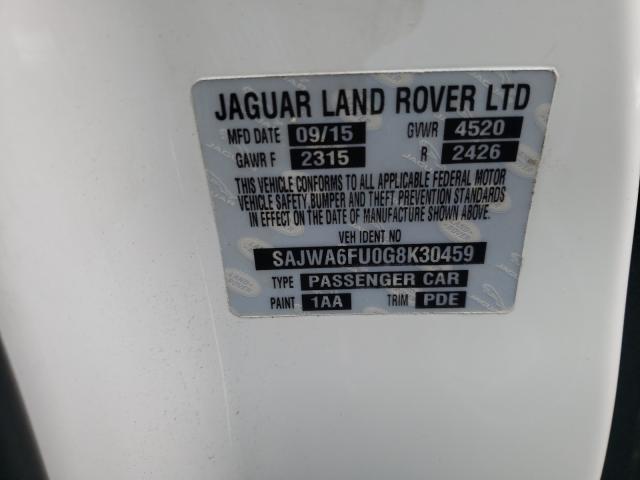 JAGUAR LAND ROVER LTD
MFD DATE 09/15 GVWR 4520
GAWR F 2315 R 2426
THIS VEHICLE CONFORMS TO ALL APPLICABLE FEDERAL MOTOR
VEHICLE SAFETY, BUMPER AND THEFT PREVENTION STANDARDS
IN EFFECT ON THE DATE OF MANUFACTURE SHOWN ABOVE.
VEH IDENT NO
SAJWA6FU0G8K30459
TYPE PASSENGER CAR
PAINT 1AA TRIM PDE